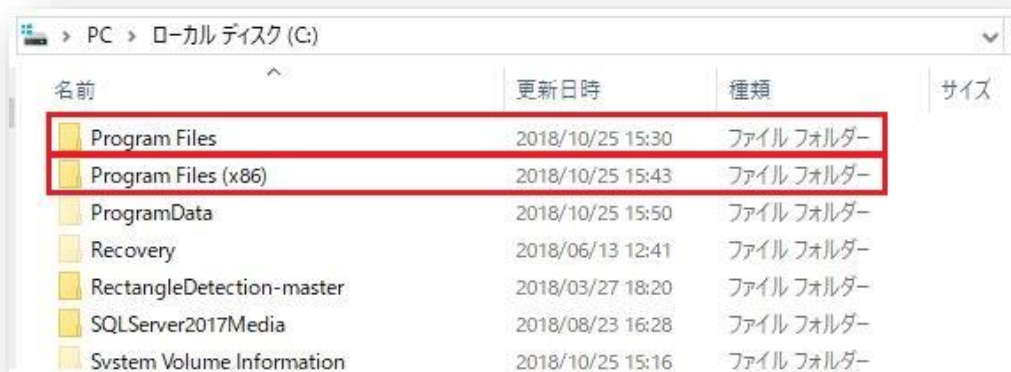 PC > ローカル ディスク (C:)
名前 更新日時 種類 サイズ
Program Files 2018/10/25 15:30 ファイル フォルダー
Program Files (x86) 2018/10/25 15:43 ファイル フォルダー
ProgramData 2018/10/25 15:50 ファイル フォルダー
Recovery 2018/06/13 12:41 ファイル フォルダー
RectangleDetection-master 2018/03/27 18:20 ファイル フォルダー
SQLServer2017Media 2018/08/23 16:28 ファイル フォルダー
System Volume Information 2018/10/25 15:16 ファイル フォルダー